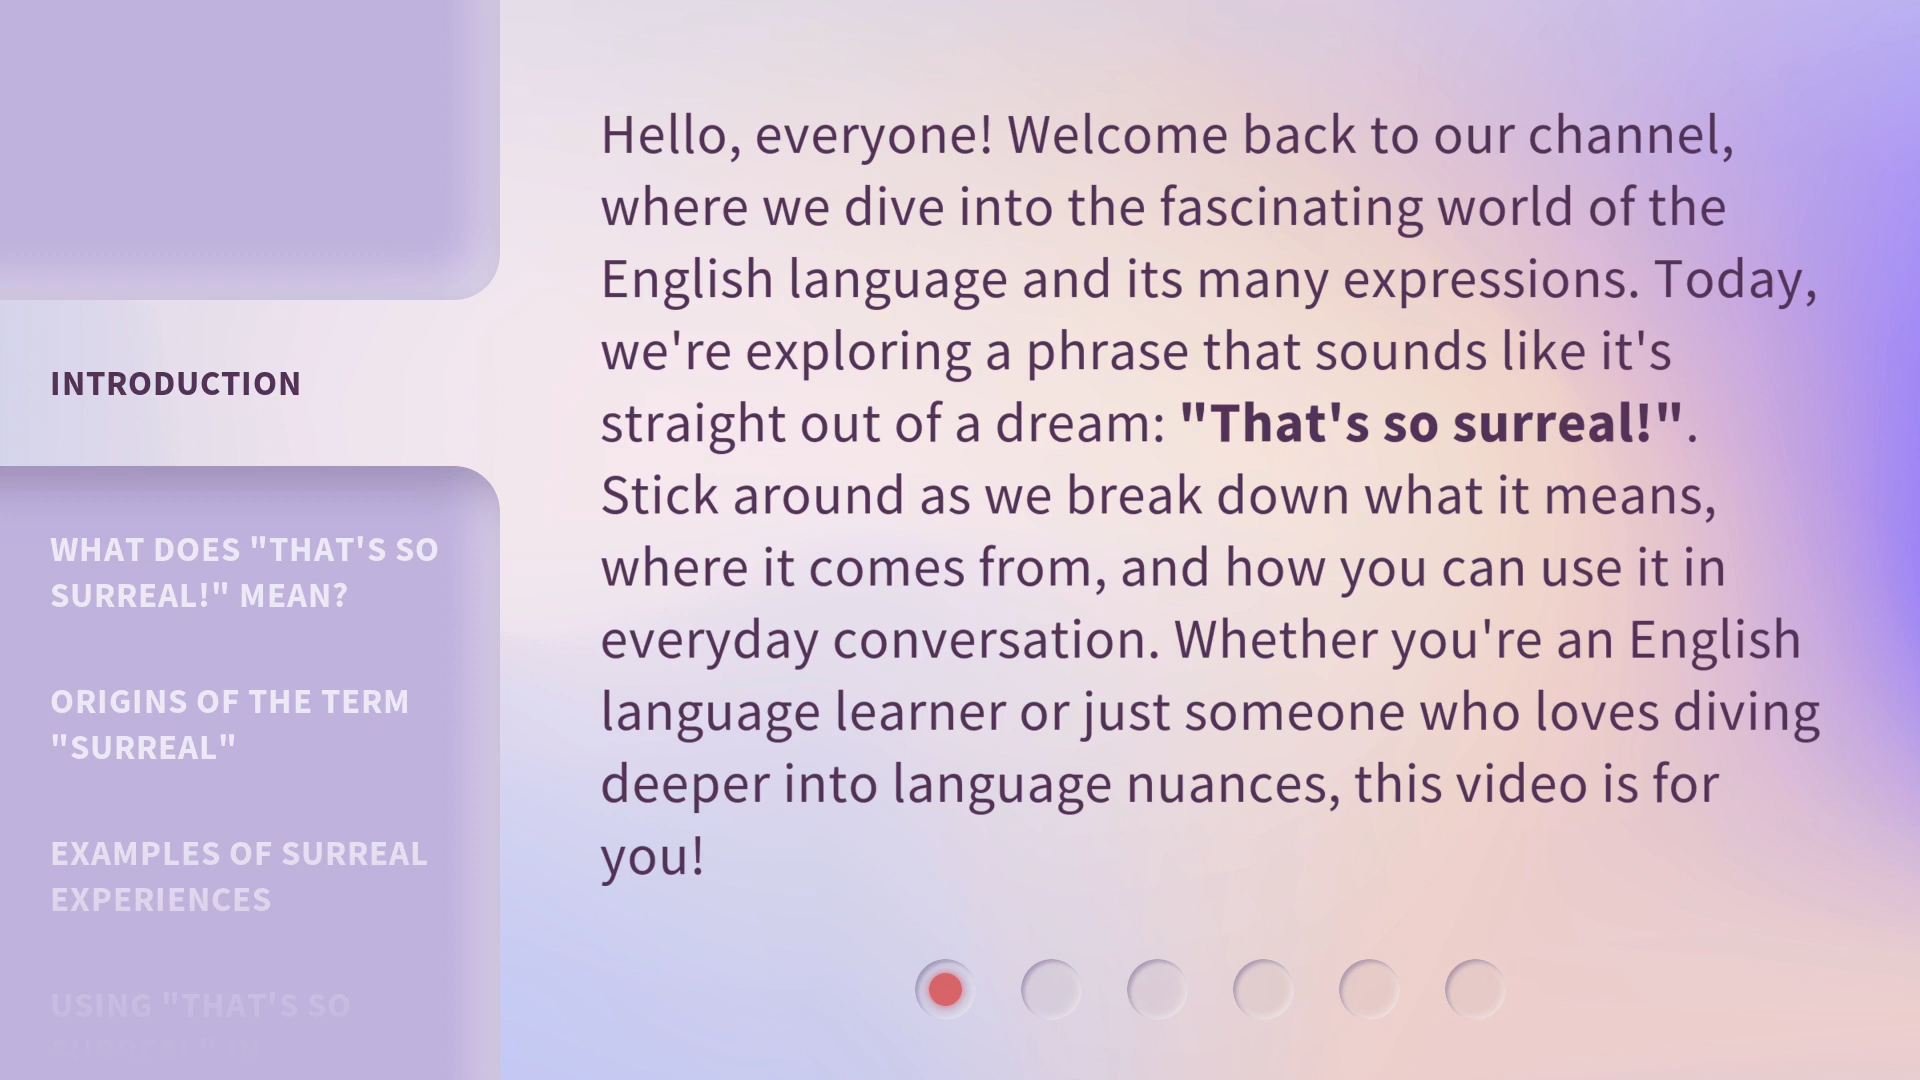 INTRODUCTION
WHAT DOES "THAT'S SO
SURREAL!" MEAN?
ORIGINS OF THE TERM
"SURREAL"
EXAMPLES OF SURREAL
EXPERIENCES
USING "THAT'S SO
Hello, everyone! Welcome back to our channel,
where we dive into the fascinating world of the
English language and its many expressions. Today,
we're exploring a phrase that sounds like it's
straight out of a dream: "That's so surreal!".
Stick around as we break down what it means,
where it comes from, and how you can use it in
everyday conversation. Whether you're an English
language learner or just someone who loves diving
deeper into language nuances, this video is for
you!